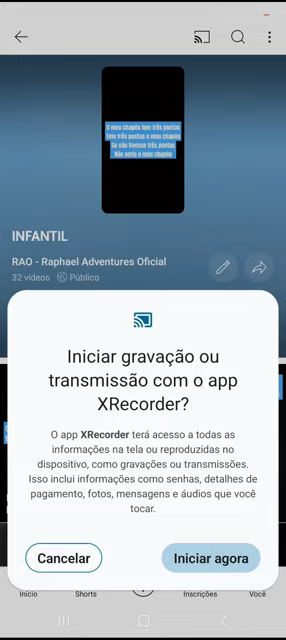 O meu chapéu tem três pontas
Tem três pontas o meu chapéu
Se não tivesse três pontas
Não seria o meu chapéu
INFANTIL
RAO - Raphael Adventures Oficial
32 vídeos
Público
Iniciar gravação ou
transmissão com o app
XRecorder?
O app XRecorder terá acesso a todas as
informações na tela ou reproduzidas no
dispositivo, como gravações ou transmissões.
Isso inclui informações como senhas, detalhes de
pagamento, fotos, mensagens e áudios que você
tocar.
Cancelar
Iniciar agora
Início
Shorts
Inscrições
Você